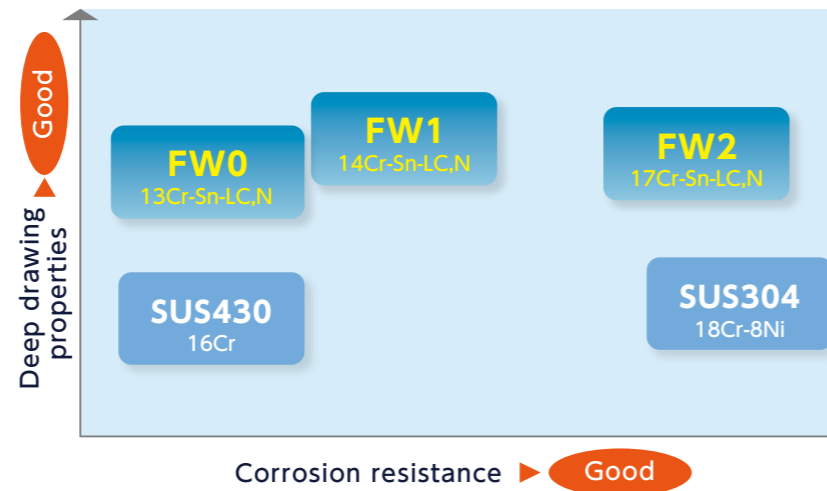 Good
Deep drawing
properties
FW0
13Cr-Sn-LC,N
FW1
14Cr-Sn-LC,N
FW2
17Cr-Sn-LC,N
SUS430
16Cr
SUS304
18Cr-8Ni
Corrosion resistance
Good